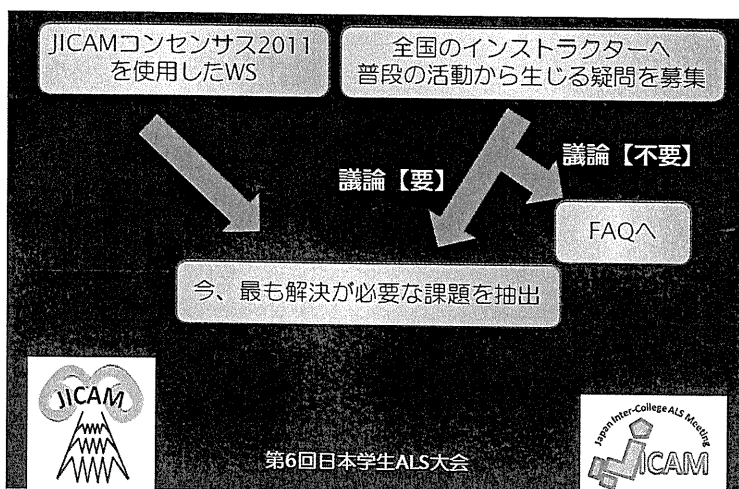 JICAMコンセンサス2011
を使用したWS
全国のインストラクターへ
普段の活動から生じる疑問を募集
議論【要】
議論【不要】
FAQへ
今、最も解決が必要な課題を抽出
JICAM
第6回日本学生ALS大会
Japan Inter-College ALS Meeting
JICAM